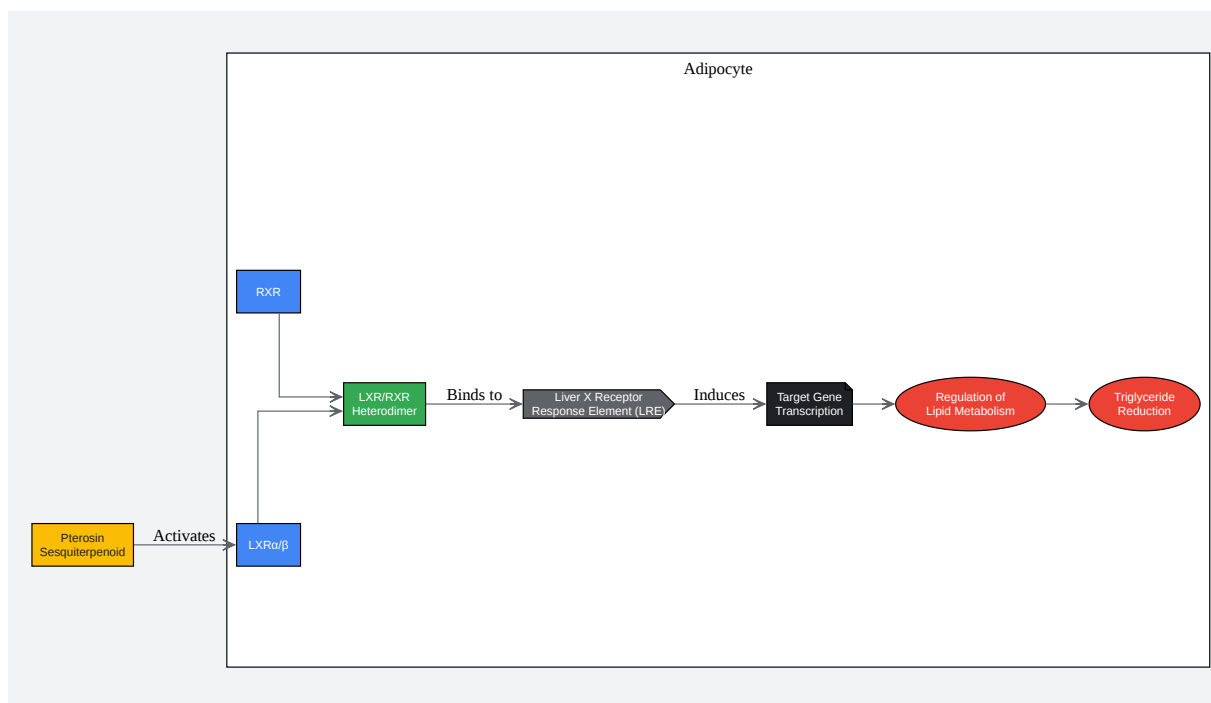 Adipocyte
RXR
LXR/RXR
Heterodimer
Binds to
Liver X Receptor
Response Element (LRE)
Induces
Target Gene
Transcription
Regulation of
Lipid Metabolism
Triglyceride
Reduction
Pterosin
Sesquiterpenoid
Activates
LXRα/β